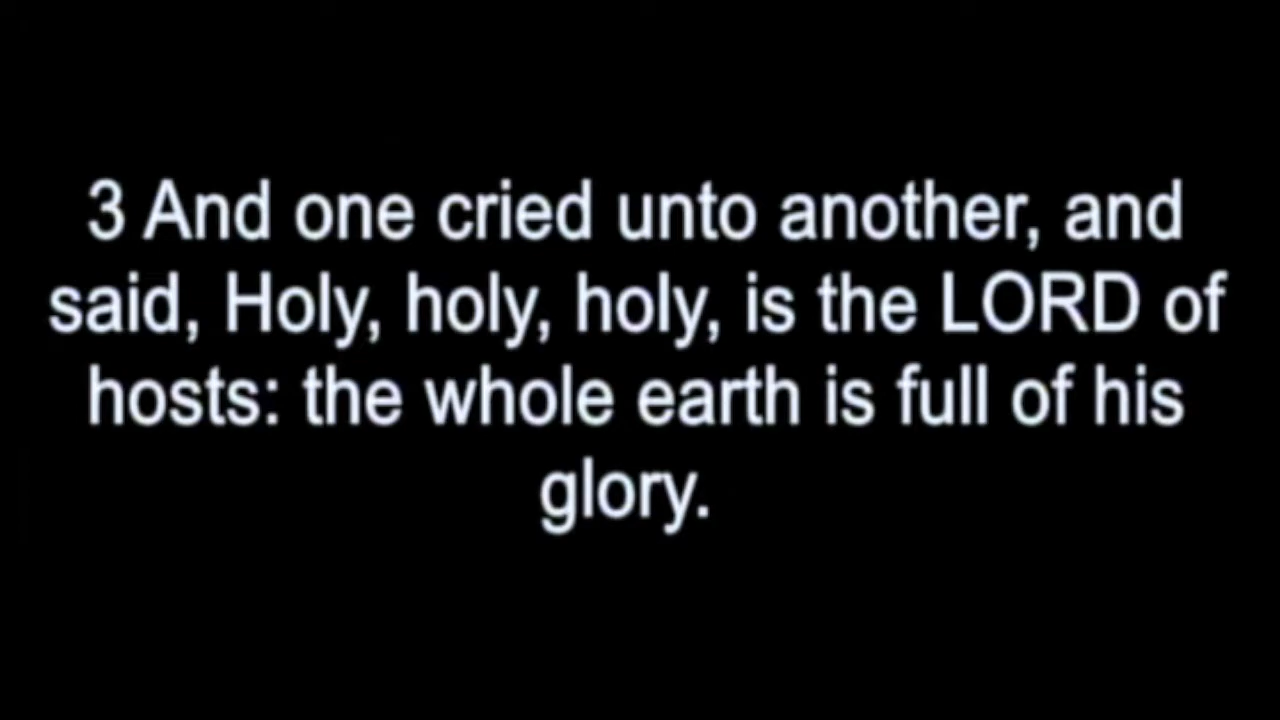 3 And one cried unto another, and
said, Holy, holy, holy, is the LORD of
hosts: the whole earth is full of his
glory.